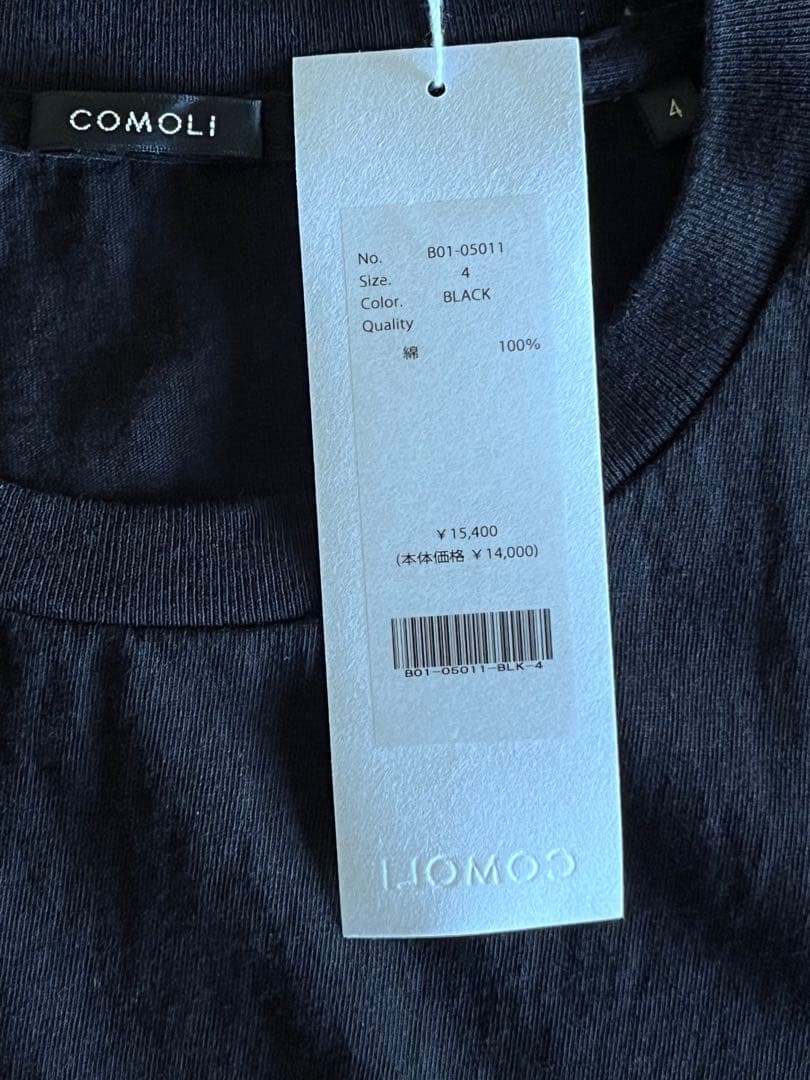 COMOLI
4
No. B01-05011
Size. 4
Color. BLACK
Quality
綿 100%
¥15,400
(本体価格 ¥14,000)
B01-05011-BLK-4
COMOLI